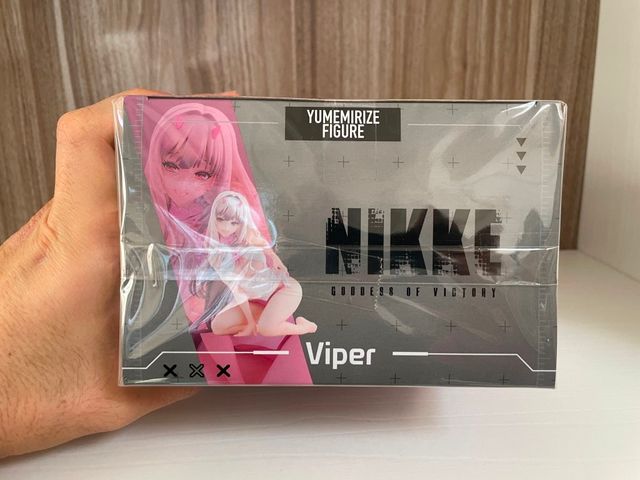 YUMEMIRIZE
FIGURE
NIKKE
GODDESS OF VICTORY
Viper